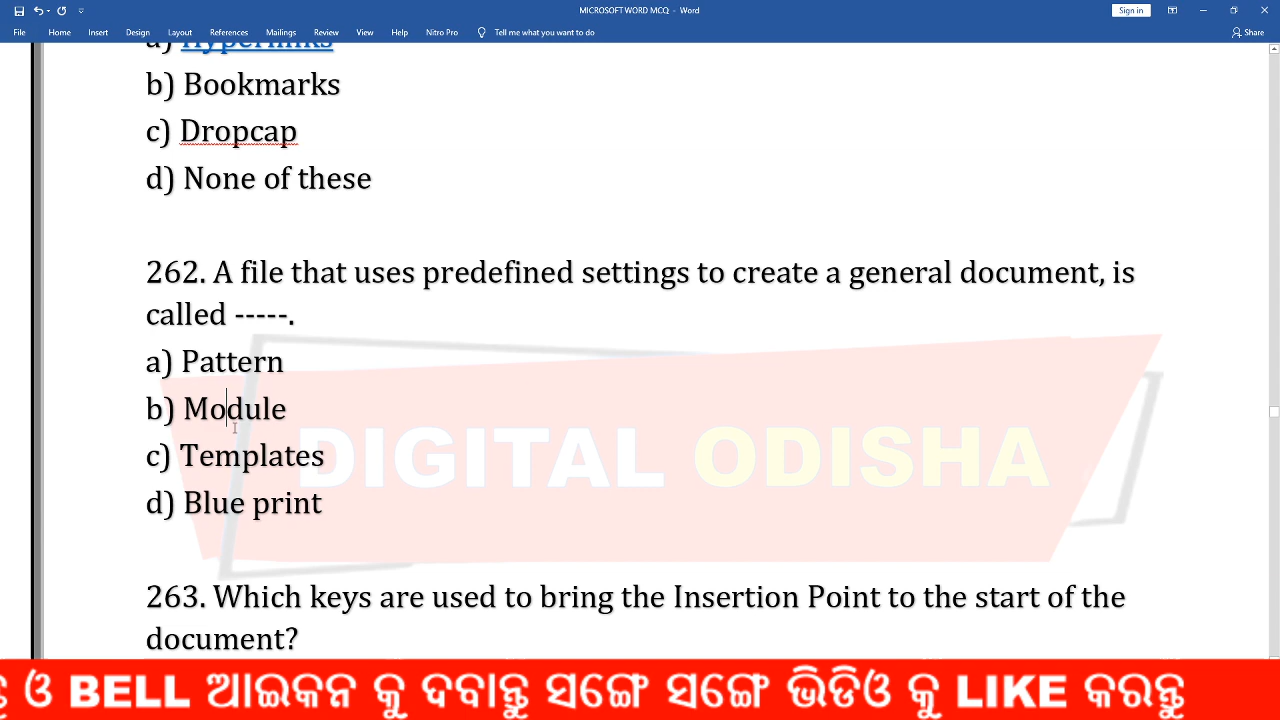 MICROSOFT WORD MCQ - Word
Sign in
File Home Insert Design Layout References Mailings Review View Help Nitro Pro Tell me what you want to do Share
a) Hyperlinks
b) Bookmarks
c) Dropcap
d) None of these
262. A file that uses predefined settings to create a general document, is
called -----.
a) Pattern
b) Module
c) Templates
d) Blue print
DIGITAL ODISHA
263. Which keys are used to bring the Insertion Point to the start of the
document?
ଓ BELL ଆଇକନ କୁ ଦବାନ୍ତୁ ସଙ୍ଗେ ସଙ୍ଗେ ଭିଡିଓ କୁ LIKE କରନ୍ତୁ